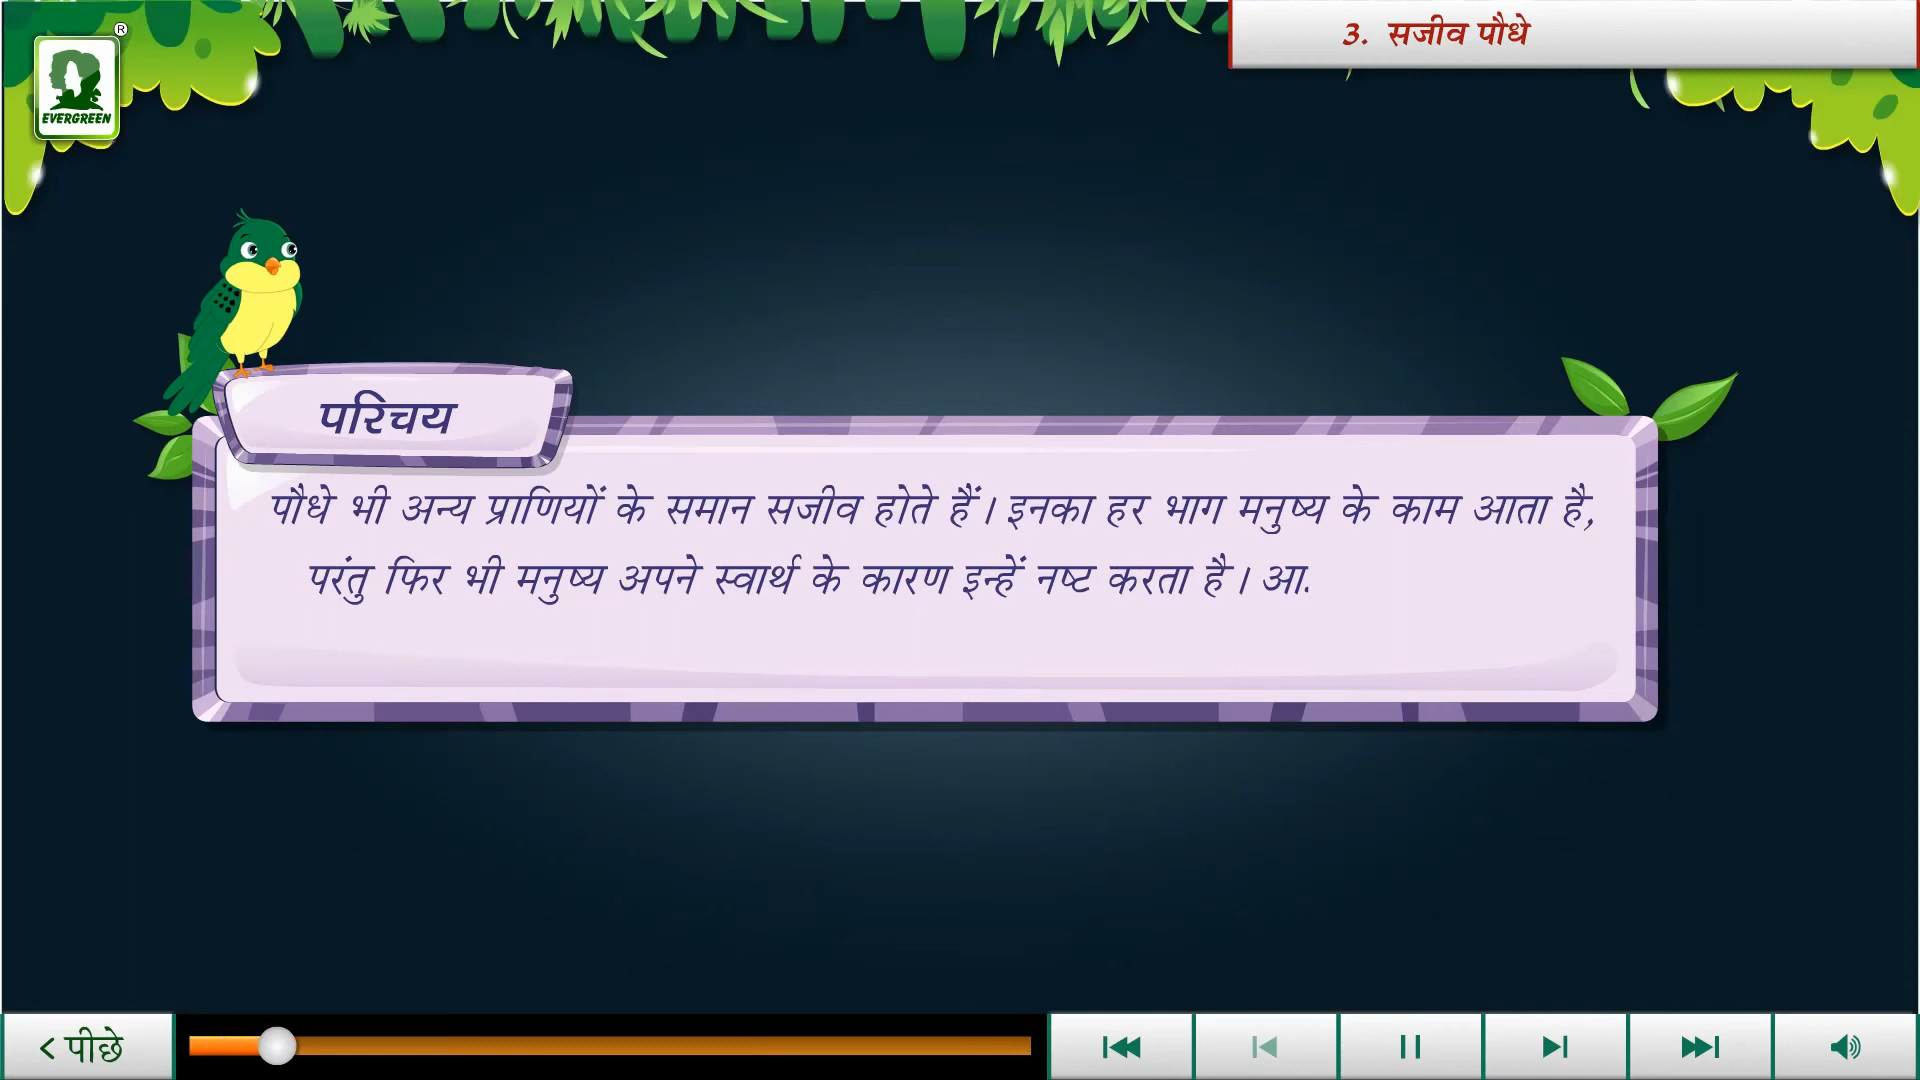 3. सजीव पौधे
®
EVERGREEN
परिचय
पौधे भी अन्य प्राणियों के समान सजीव होते हैं। इनका हर भाग मनुष्य के काम आता है,
परंतु फिर भी मनुष्य अपने स्वार्थ के कारण इन्हें नष्ट करता है। आ.
< पीछे